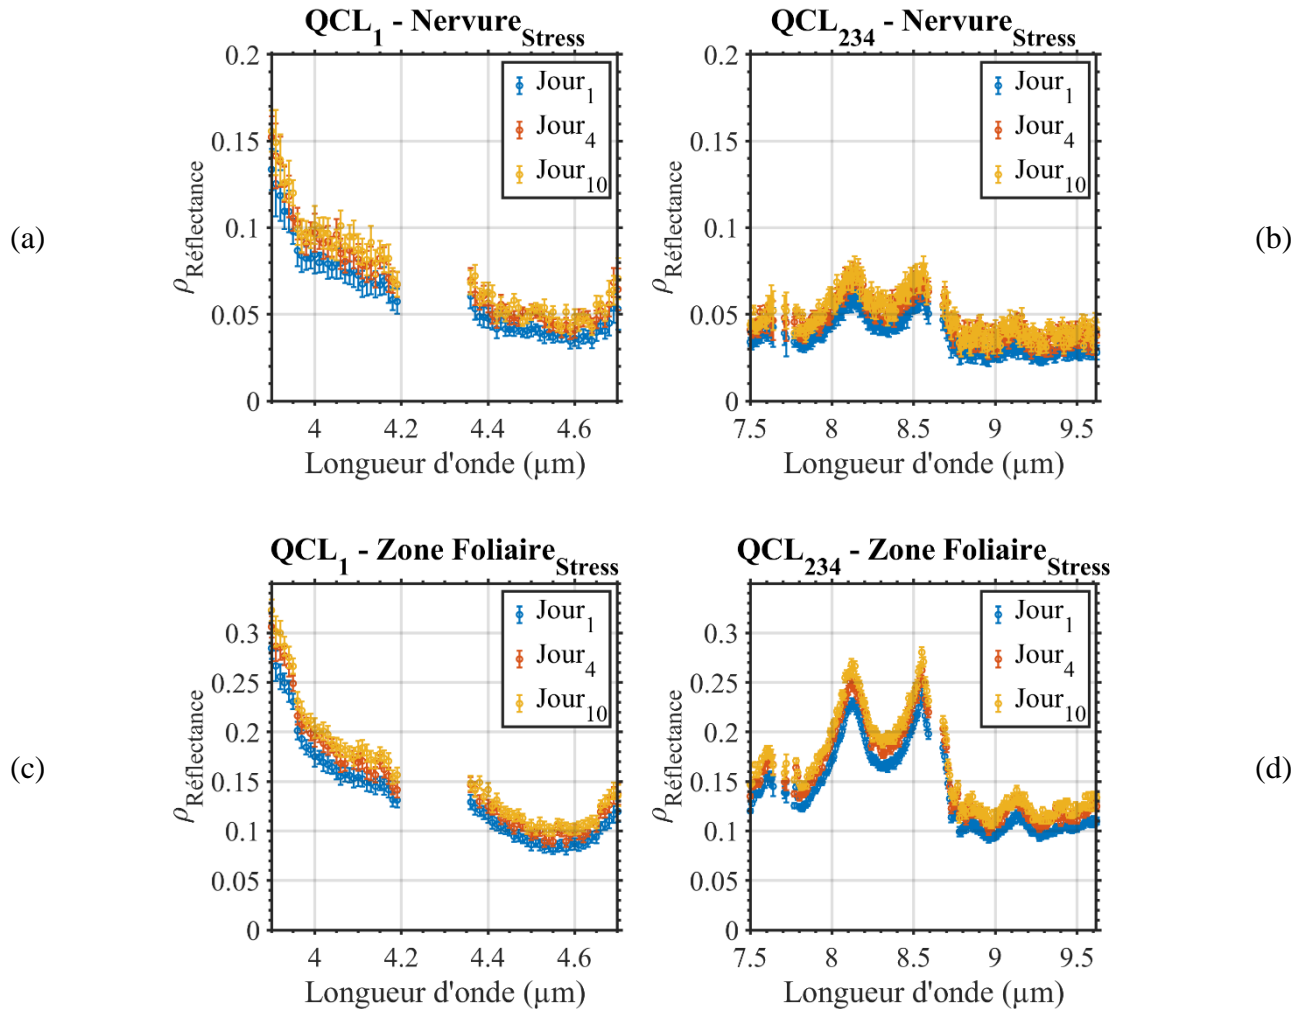 QCL1 - NervureStress
0.2
0.15
0.1
0.05
0
ρRéflectance
Jour1
Jour4
Jour10
4
4.2
4.4
4.6
Longueur d'onde (µm)
(a)
QCL234 - NervureStress
0.2
0.15
0.1
0.05
0
ρRéflectance
Jour1
Jour4
Jour10
7.5
8
8.5
9
9.5
Longueur d'onde (µm)
(b)
QCL1 - Zone FoliaireStress
0.3
0.25
0.2
0.15
0.1
0.05
0
ρRéflectance
Jour1
Jour4
Jour10
4
4.2
4.4
4.6
Longueur d'onde (µm)
(c)
QCL234 - Zone FoliaireStress
0.3
0.25
0.2
0.15
0.1
0.05
0
ρRéflectance
Jour1
Jour4
Jour10
7.5
8
8.5
9
9.5
Longueur d'onde (µm)
(d)